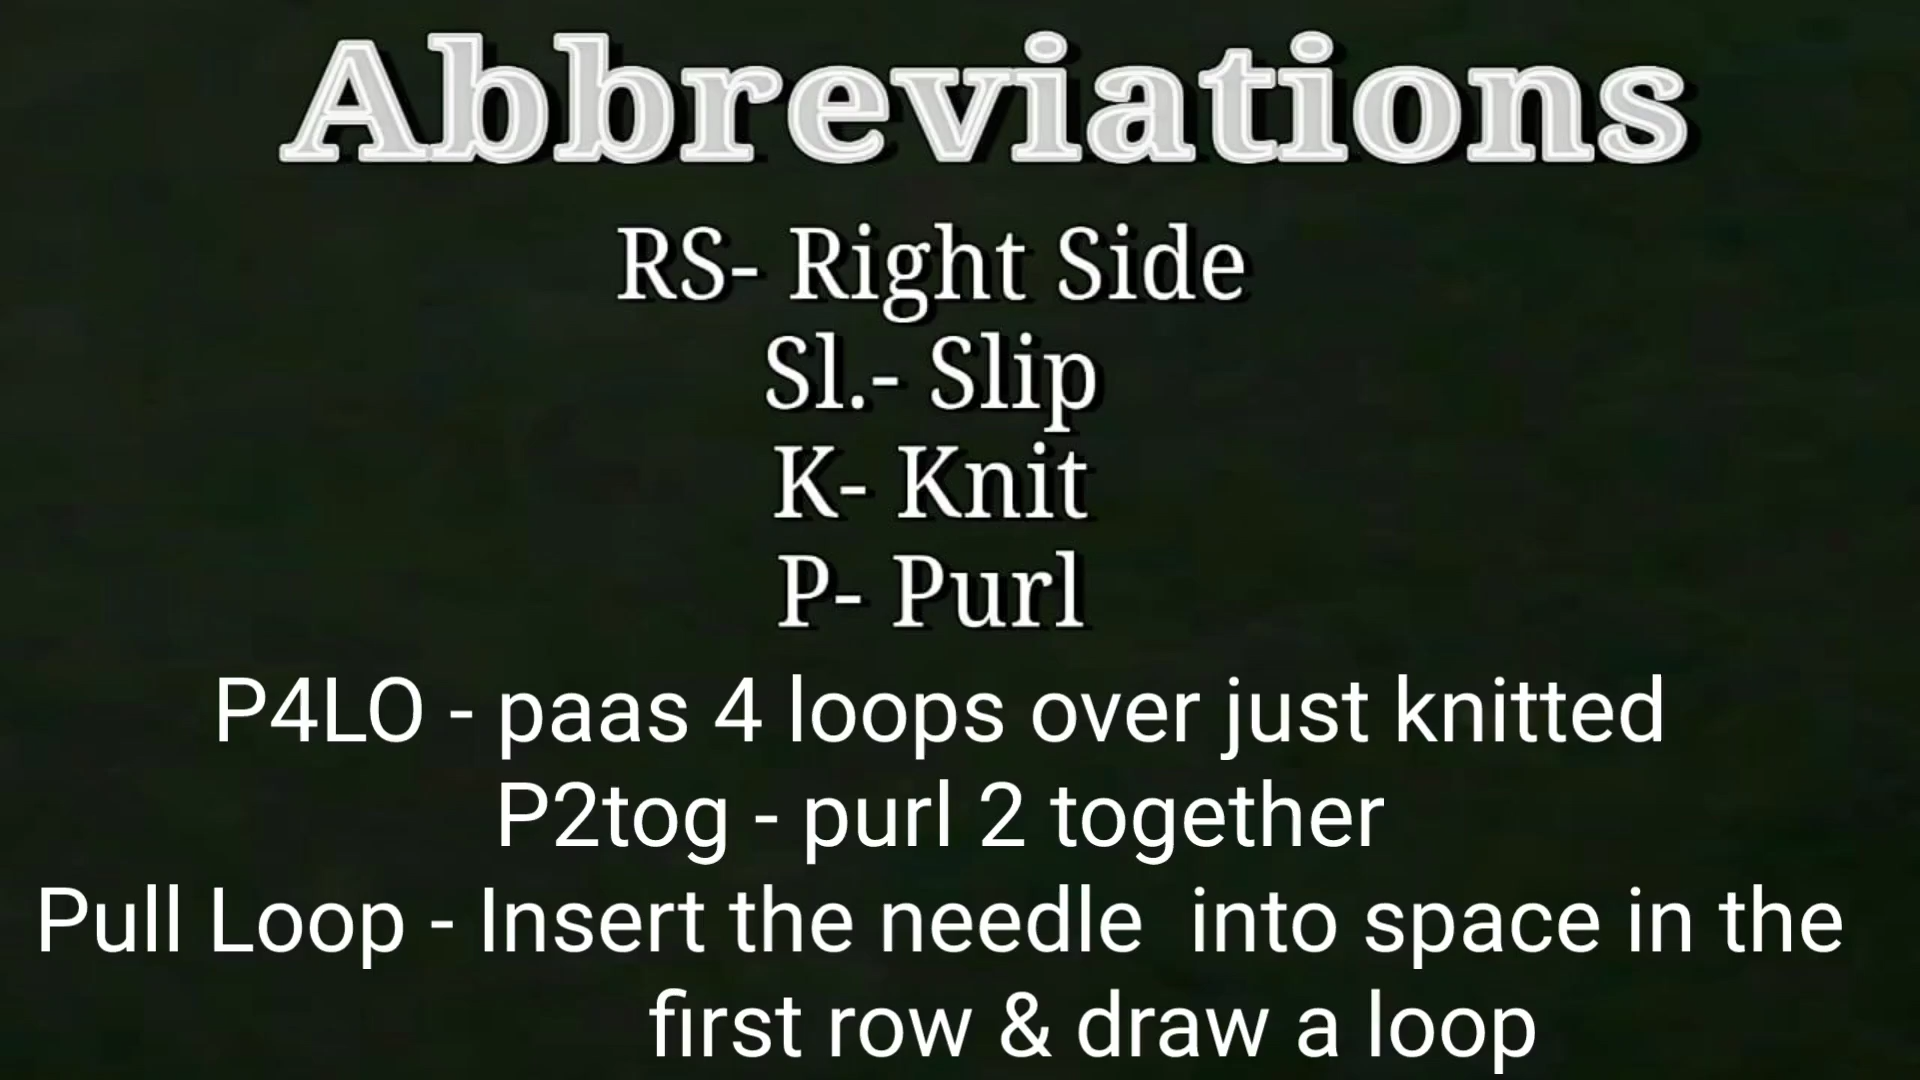 Abbreviations
RS- Right Side
Sl.- Slip
K- Knit
P- Purl
P4LO - paas 4 loops over just knitted
P2tog - purl 2 together
Pull Loop - Insert the needle  into space in the
first row & draw a loop